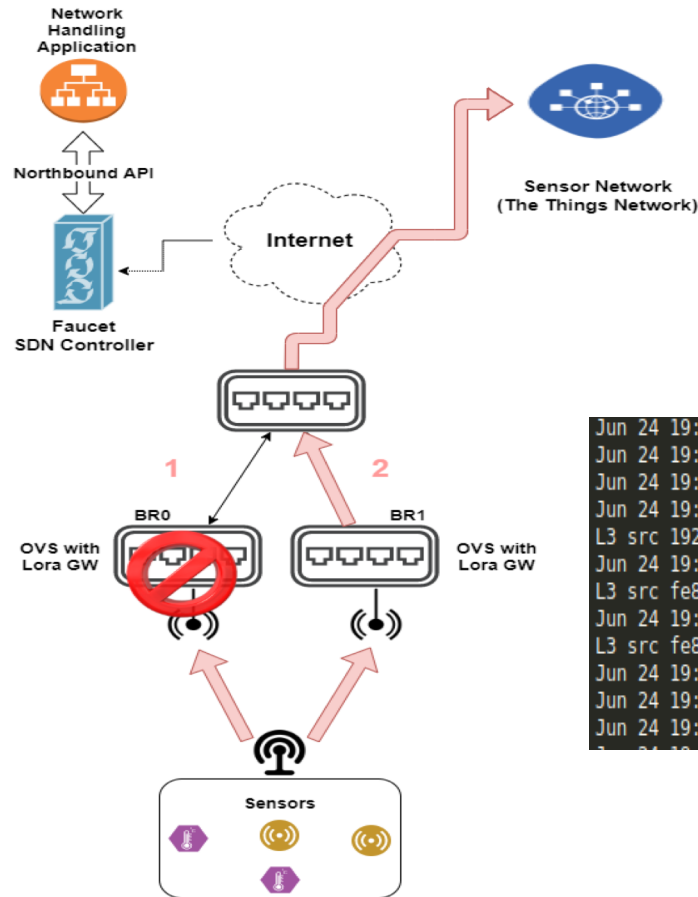 Network
Handling
Application
Northbound API
Faucet
SDN Controller
Internet
Sensor Network
(The Things Network)
1
2
BR0
BR1
OVS with
Lora GW
OVS with
Lora GW
Sensors
Jun 24 19:
Jun 24 19:
Jun 24 19:
Jun 24 19:
L3 src 192
Jun 24 19:
L3 src fe8
Jun 24 19:
L3 src fe8
Jun 24 19:
Jun 24 19:
Jun 24 19: